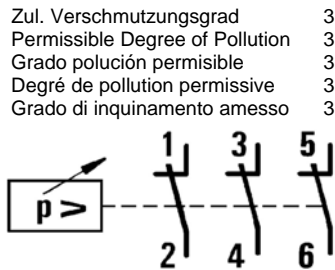 Zul. Verschmutzungsgrad 3
Permissible Degree of Pollution 3
Grado polución permisible 3
Degré de pollution permissive 3
Grado di inquinamento amesso 3
1 3 5
p >
2 4 6